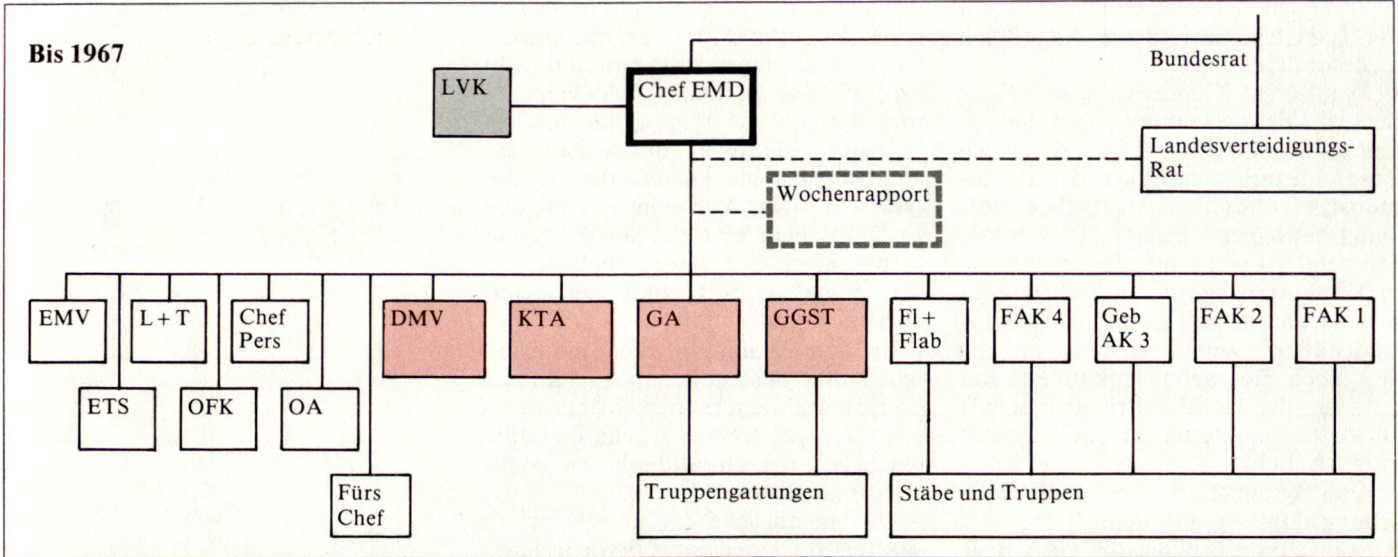 Bis 1967
Bundesrat
LVK
Chef EMD
Landesverteidigungs-
Rat
Wochenrapport
EMV
L + T
Chef
Pers
DMV
KTA
GA
GGST
Fl +
Flab
FAK 4
Geb
AK 3
FAK 2
FAK 1
ETS
OFK
OA
Fürs
Chef
Truppengattungen
Stäbe und Truppen